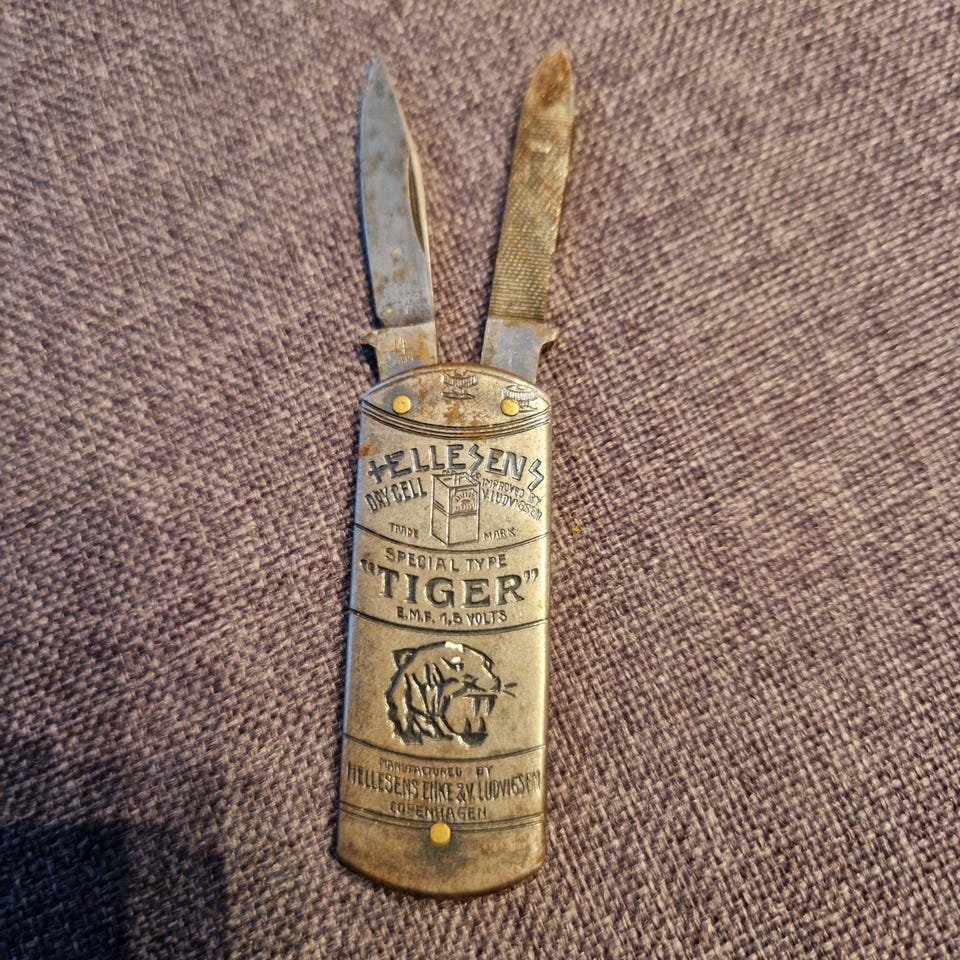 HELLESENS
DRY CELL
IMPROVED BY
V. LUDVIGSEN
TRADE MARK
SPECIAL TYPE
"TIGER"
E.M.F. 1,5 VOLTS
MANUFACTURED BY
HELLESENS ENKE & V. LUDVIGSEN
COPENHAGEN